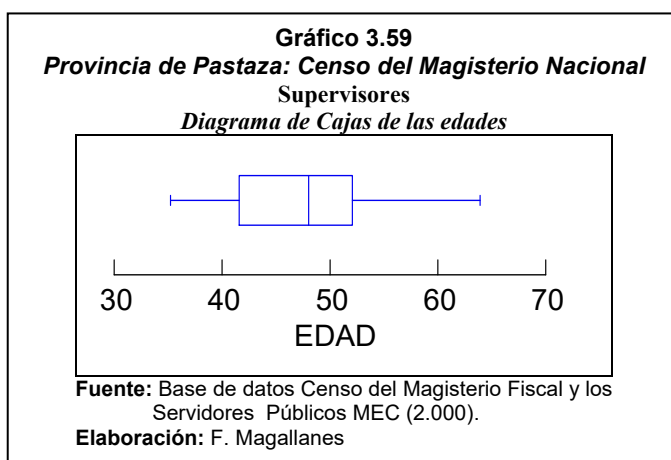 Gráfico 3.59
Provincia de Pastaza: Censo del Magisterio Nacional
Supervisores
Diagrama de Cajas de las edades
30 40 50 60 70
EDAD
Fuente: Base de datos Censo del Magisterio Fiscal y los
Servidores Públicos MEC (2.000).
Elaboración: F. Magallanes